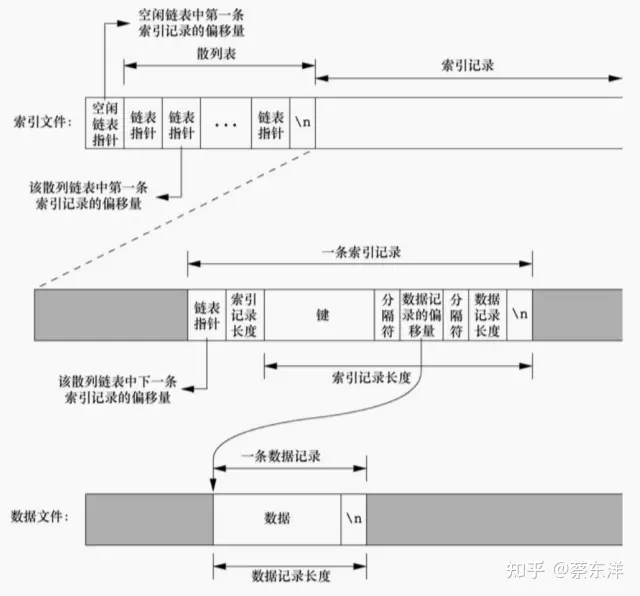 空闲链表中第一条
索引记录的偏移量
散列表
索引记录
索引文件：
空闲
链表
指针
链表
指针
链表
指针
...
链表
指针
\n
该散列链表中第一条
索引记录的偏移量
一条索引记录
链表
指针
索引
记录
长度
键
分
隔
符
数据记
录的偏
移量
分
隔
符
数据
记录
长度
\n
该散列链表中下一条
索引记录的偏移量
索引记录长度
一条数据记录
数据文件：
数据
\n
数据记录长度
知乎 @蔡东洋